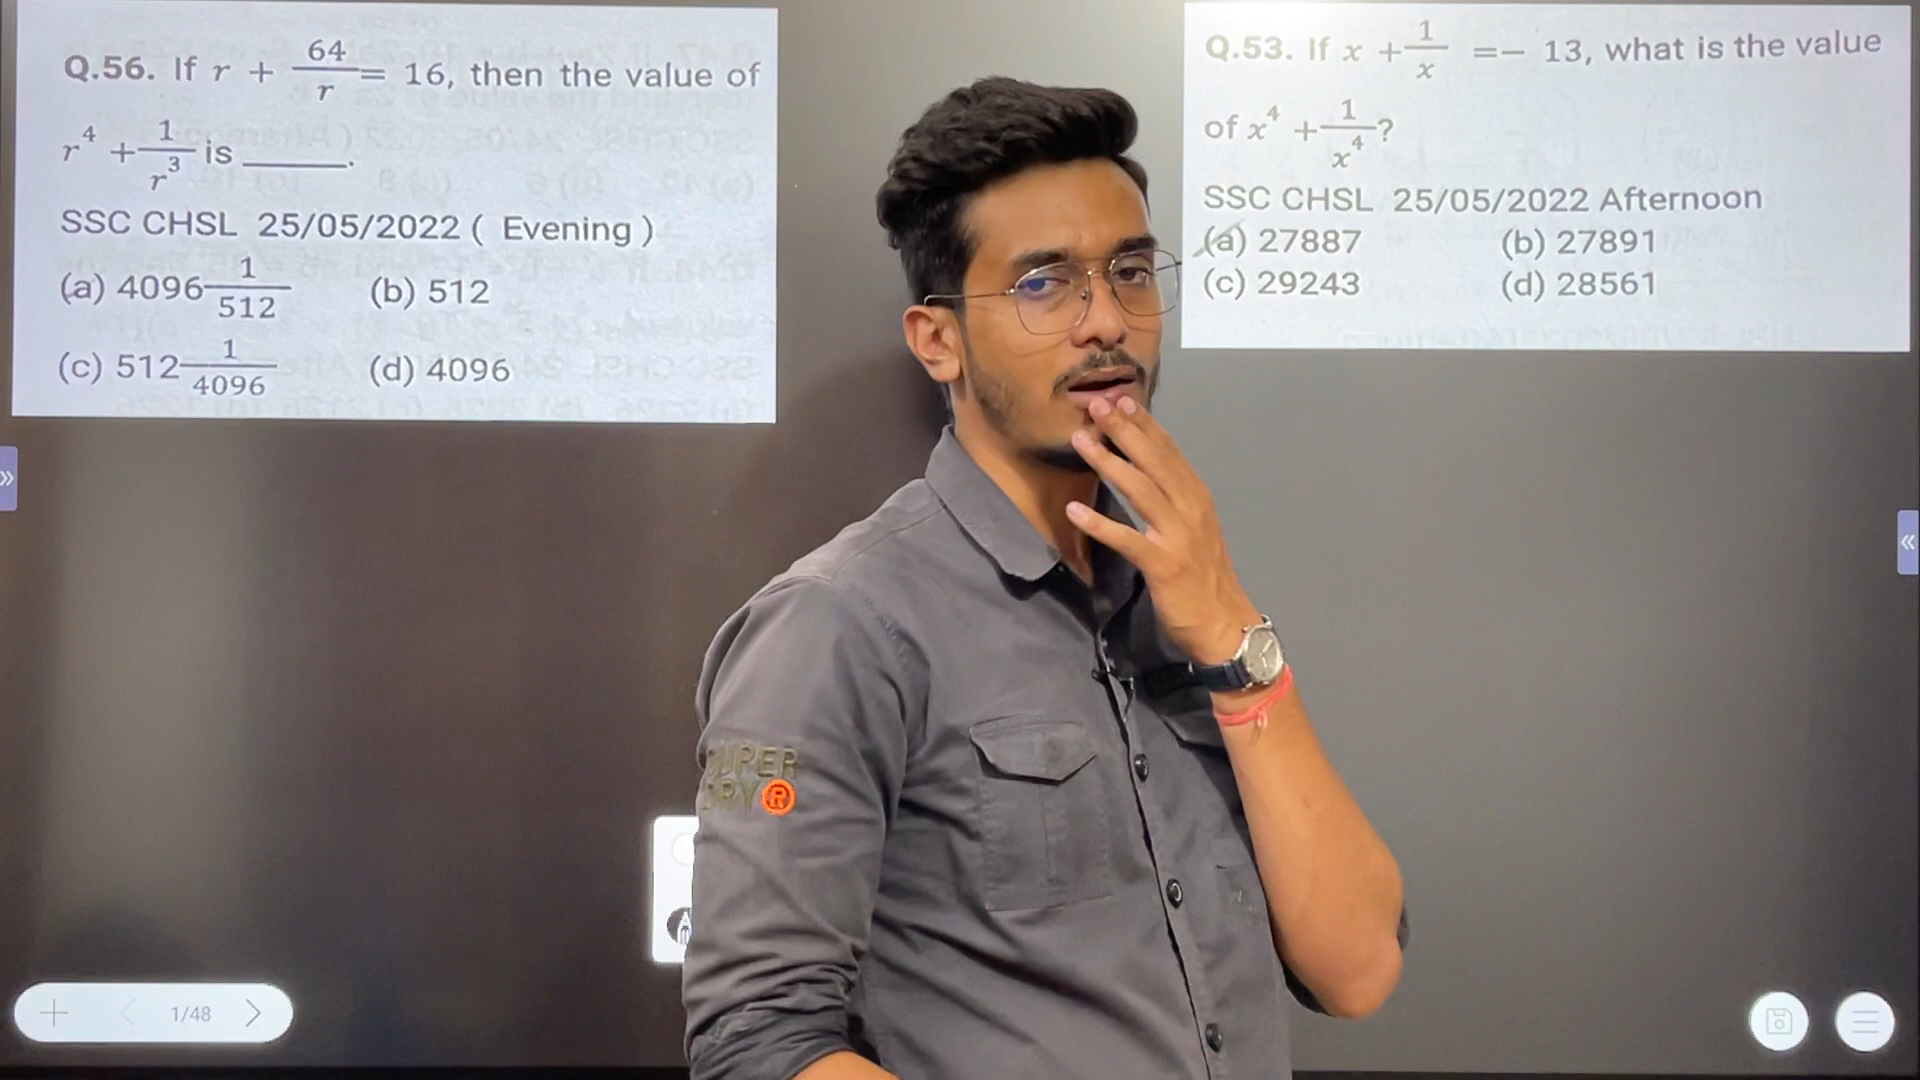 Q.56. If r + 64/r = 16, then the value of
r⁴ + 1/r³ is ______.
SSC CHSL 25/05/2022 ( Evening )
(a) 4096 1/512 (b) 512
(c) 512 1/4096 (d) 4096
Q.53. If x + 1/x = − 13, what is the value
of x⁴ + 1/x⁴?
SSC CHSL 25/05/2022 Afternoon
(a) 27887 (b) 27891
(c) 29243 (d) 28561
»
«
SUPER
DRY®
1/48